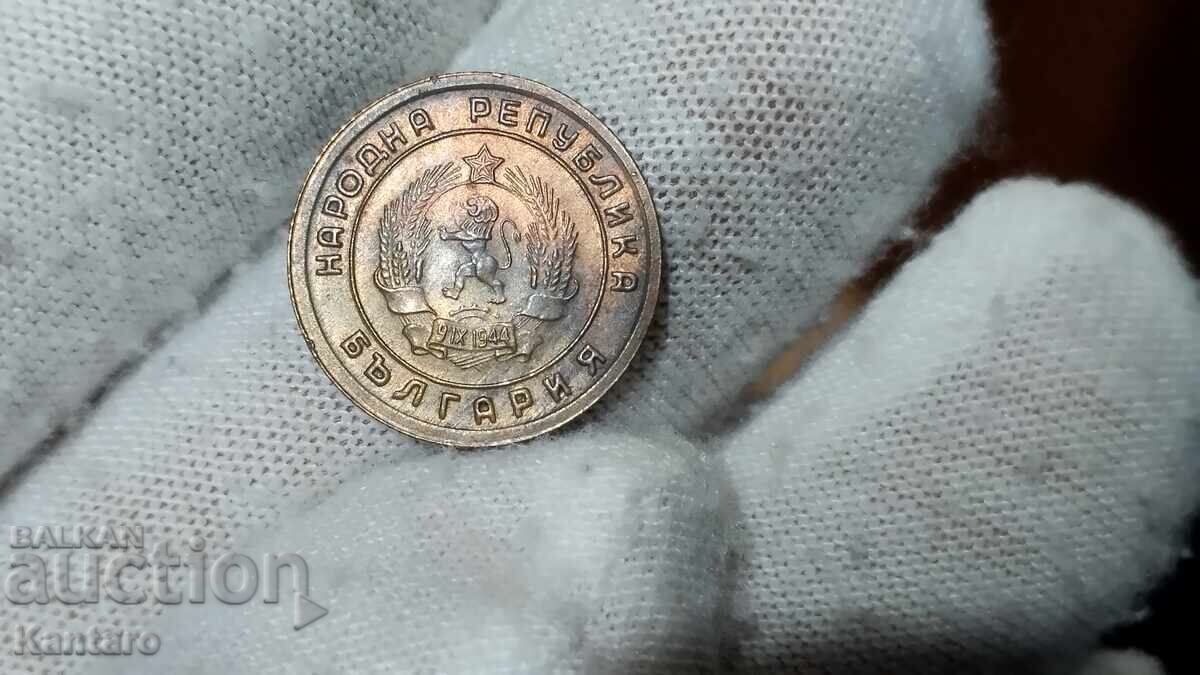 НАРОДНА РЕПУБЛИКА
БЪЛГАРИЯ
9 IX 1944
BALKAN
auction
Kantaro